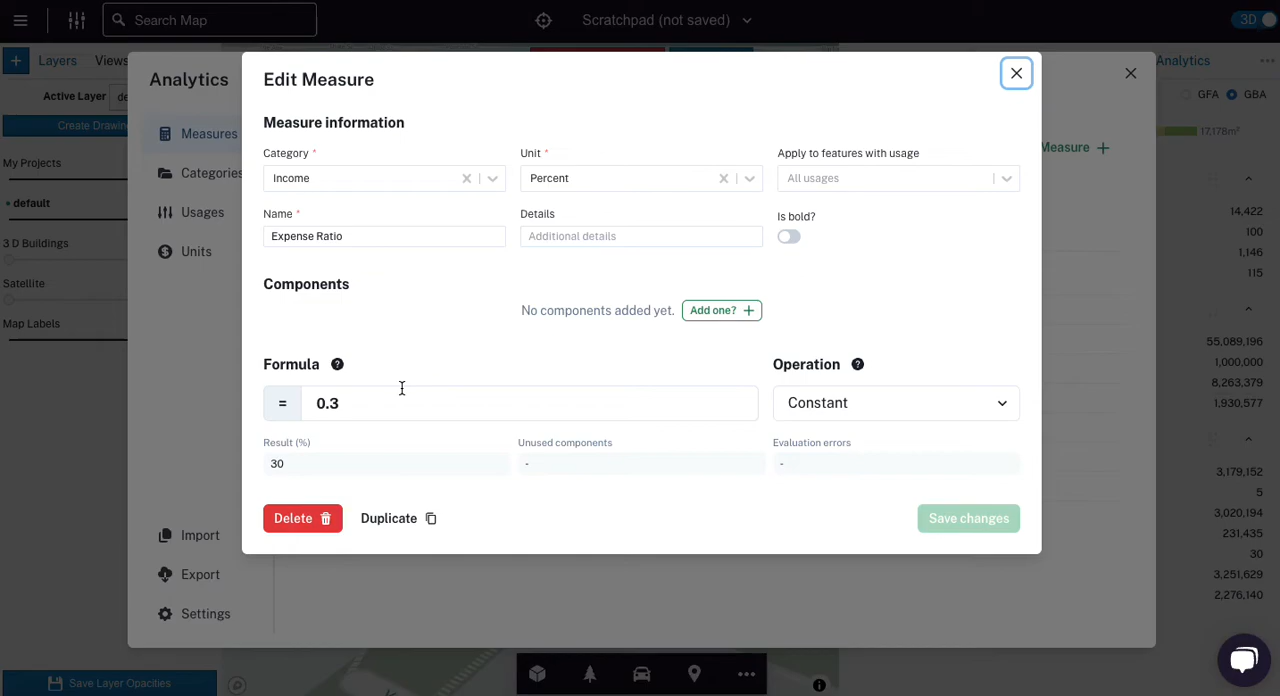 Search Map
Scratchpad (not saved)
3D
Layers
Views
Analytics
Active Layer
de
Create Drawin
My Projects
default
3 D Buildings
Satellite
Map Labels
Save Layer Opacities
Analytics
Measures
Categories
Usages
Units
Import
Export
Settings
Edit Measure
Measure information
Category *
Unit *
Apply to features with usage
Income
Percent
All usages
Name *
Details
Is bold?
Expense Ratio
Additional details
Components
No components added yet.
Add one? +
Formula ?
Operation ?
=
0.3
Constant
Result (%)
Unused components
Evaluation errors
30
-
-
Delete
Duplicate
Save changes
Measure +
GFA
GBA
17,178m²
14,422
100
1,146
115
55,089,196
1,000,000
8,263,379
1,930,577
3,179,152
5
3,020,194
231,435
30
3,251,629
2,276,140